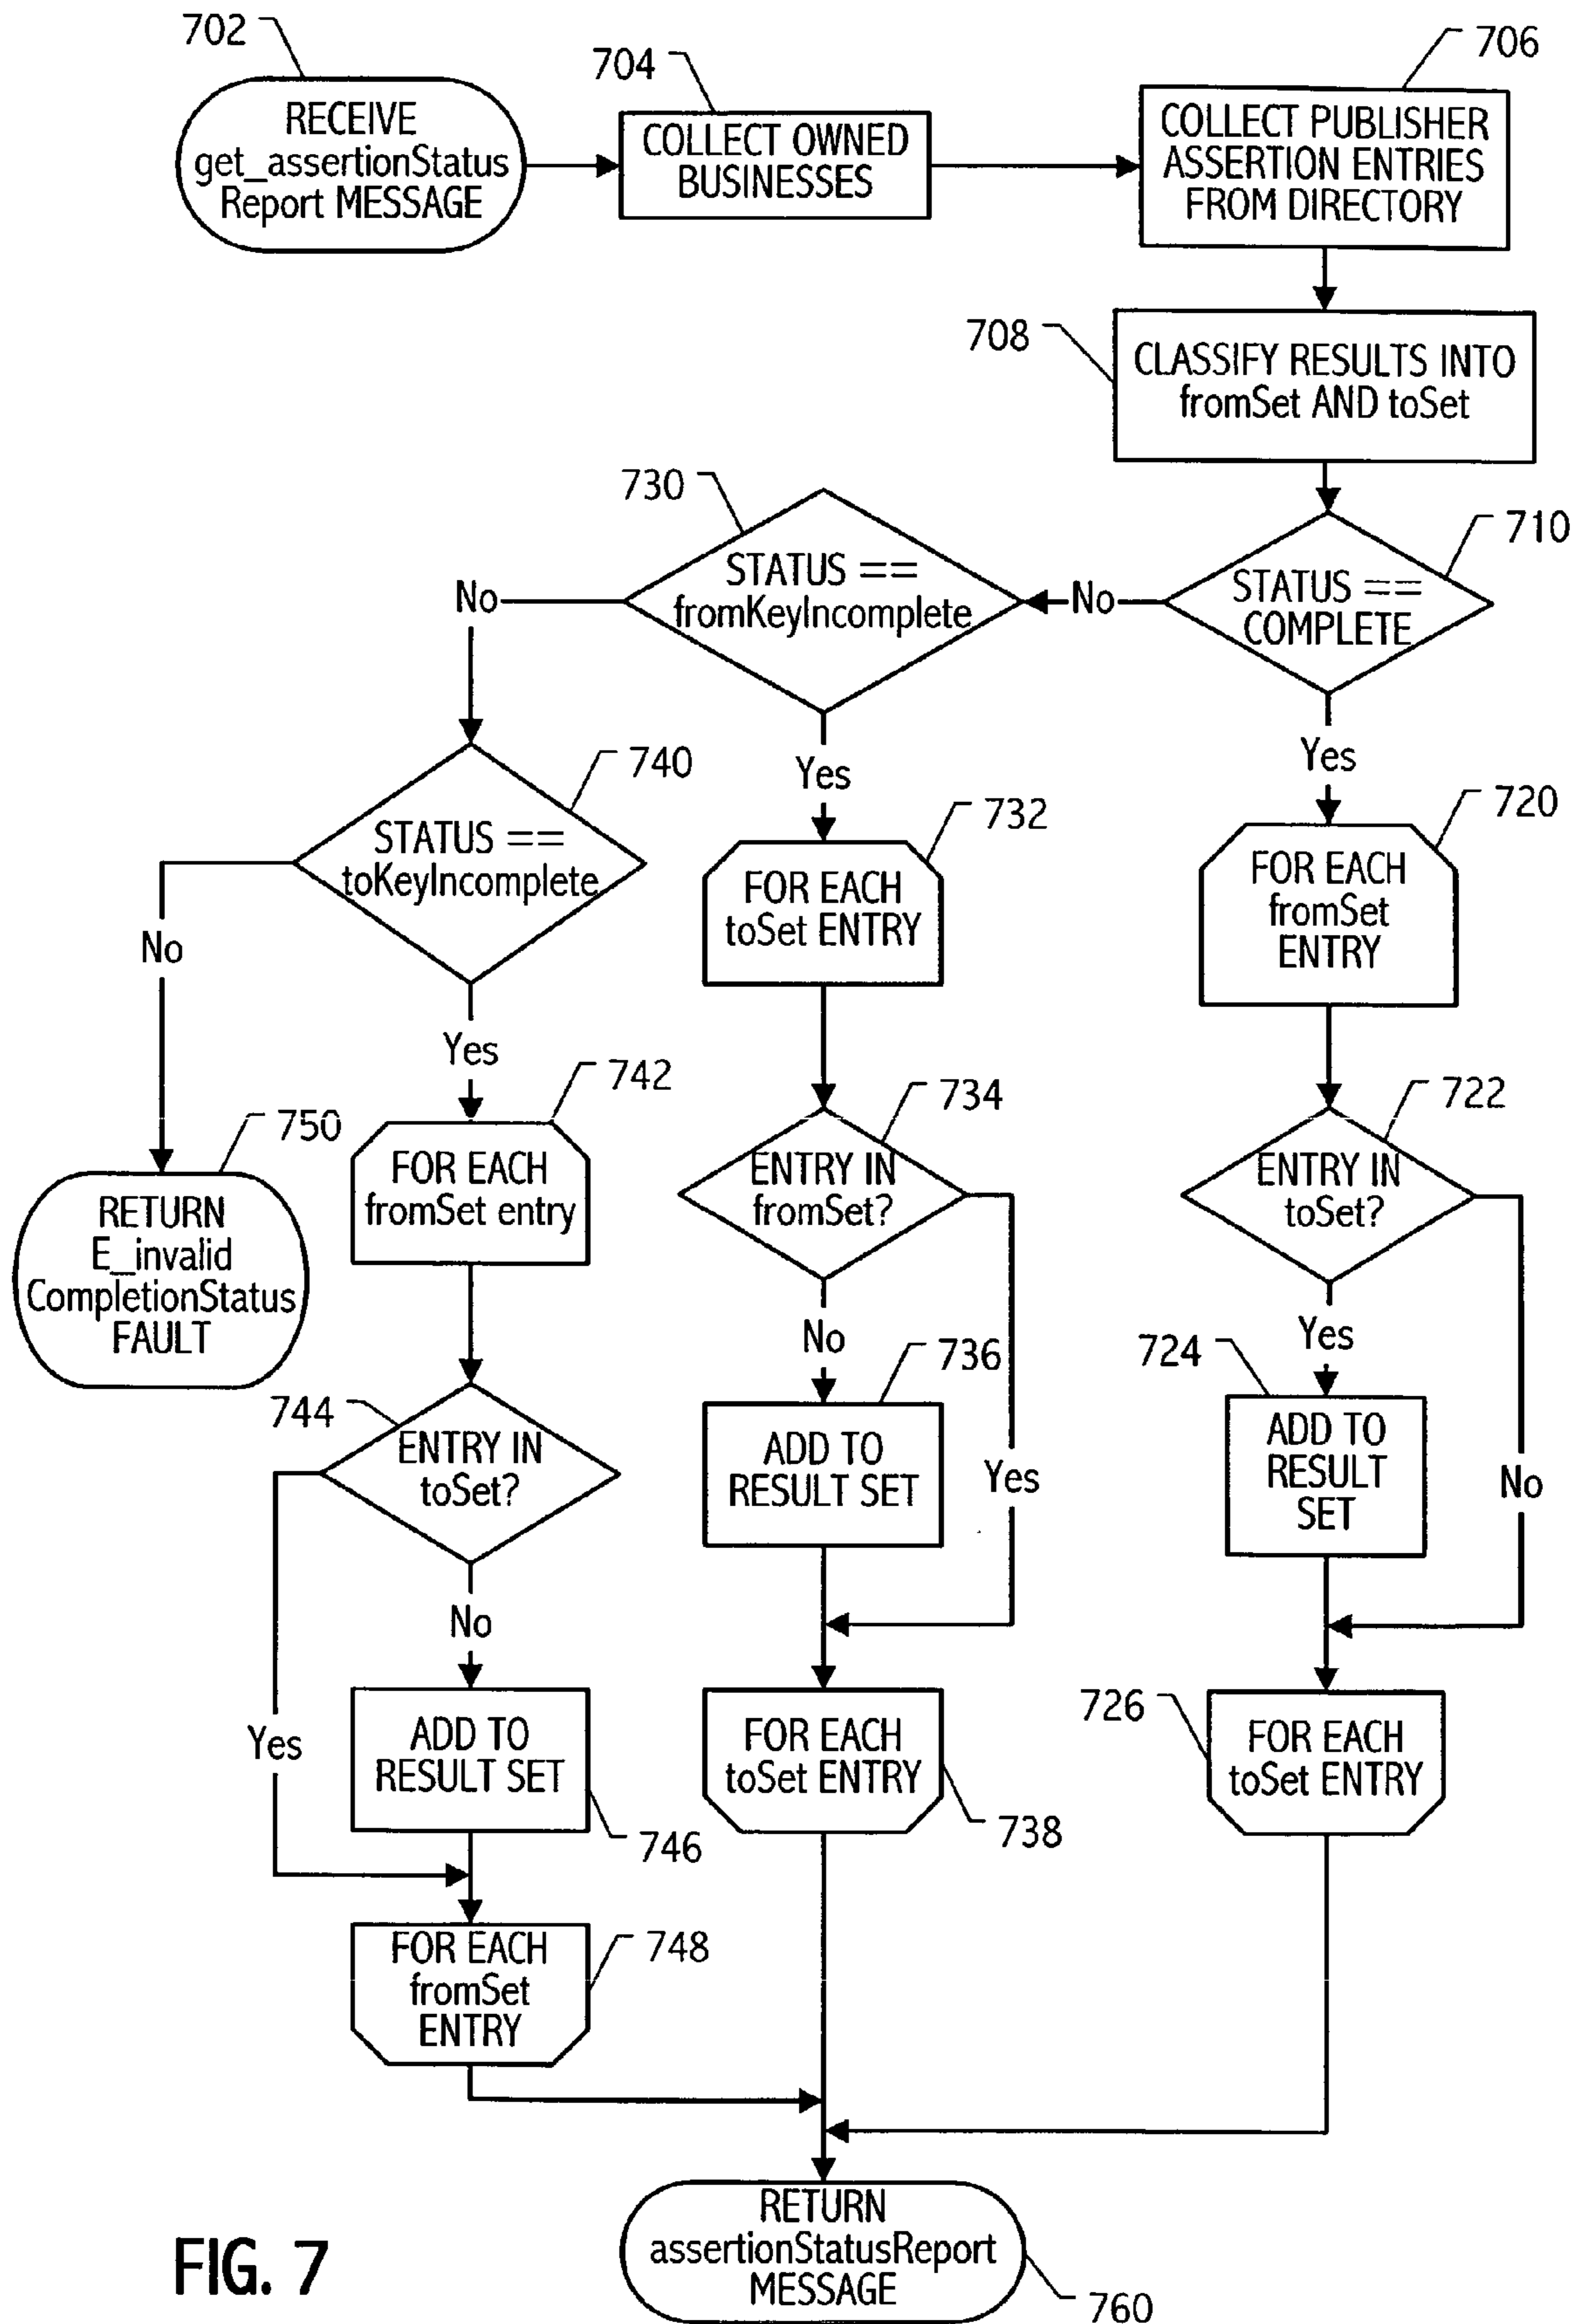 702
RECEIVE
get_assertionStatus
Report MESSAGE
704
COLLECT OWNED
BUSINESSES
706
COLLECT PUBLISHER
ASSERTION ENTRIES
FROM DIRECTORY
708
CLASSIFY RESULTS INTO
fromSet AND toSet
710
STATUS ==
COMPLETE
No
Yes
730
STATUS ==
fromKeyIncomplete
No
Yes
740
STATUS ==
toKeyIncomplete
No
Yes
750
RETURN
E_invalid
CompletionStatus
FAULT
742
FOR EACH
fromSet entry
744
ENTRY IN
toSet?
No
Yes
ADD TO
RESULT SET
746
FOR EACH
fromSet
ENTRY
748
732
FOR EACH
toSet ENTRY
734
ENTRY IN
fromSet?
No
Yes
736
ADD TO
RESULT SET
FOR EACH
toSet ENTRY
738
720
FOR EACH
fromSet
ENTRY
722
ENTRY IN
toSet?
Yes
No
724
ADD TO
RESULT
SET
726
FOR EACH
toSet ENTRY
RETURN
assertionStatusReport
MESSAGE
760
FIG. 7